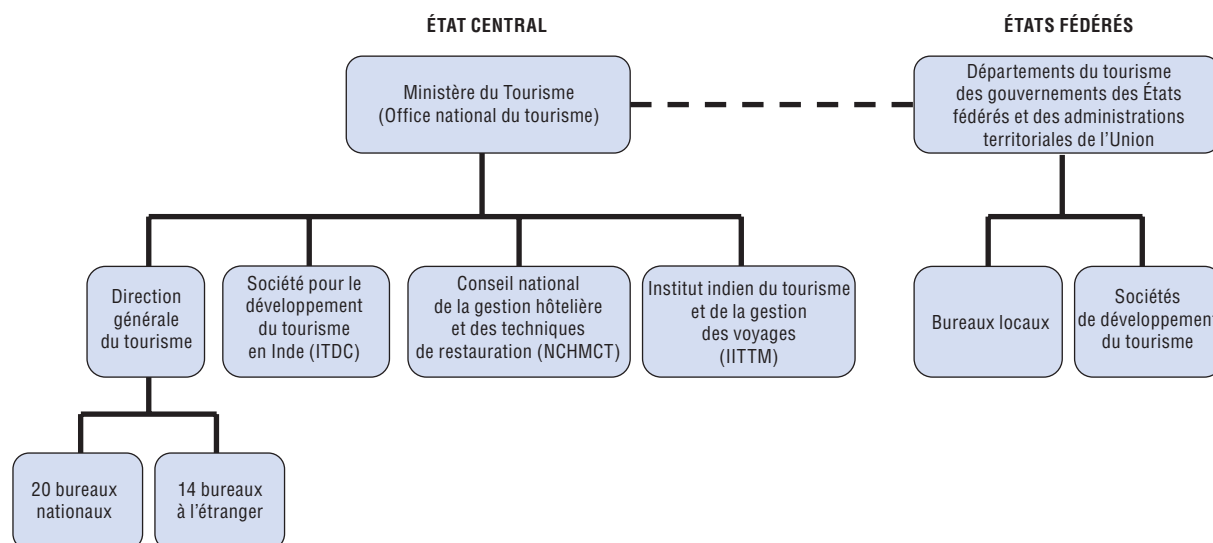 ÉTAT CENTRAL
ÉTATS FÉDÉRÉS
Ministère du Tourisme
(Office national du tourisme)
Départements du tourisme
des gouvernements des États
fédérés et des administrations
territoriales de l’Union
Direction
générale
du tourisme
Société pour le
développement
du tourisme
en Inde (ITDC)
Conseil national
de la gestion hôtelière
et des techniques
de restauration (NCHMCT)
Institut indien du tourisme
et de la gestion
des voyages
(IITTM)
Bureaux locaux
Sociétés
de développement
du tourisme
20 bureaux
nationaux
14 bureaux
à l’étranger